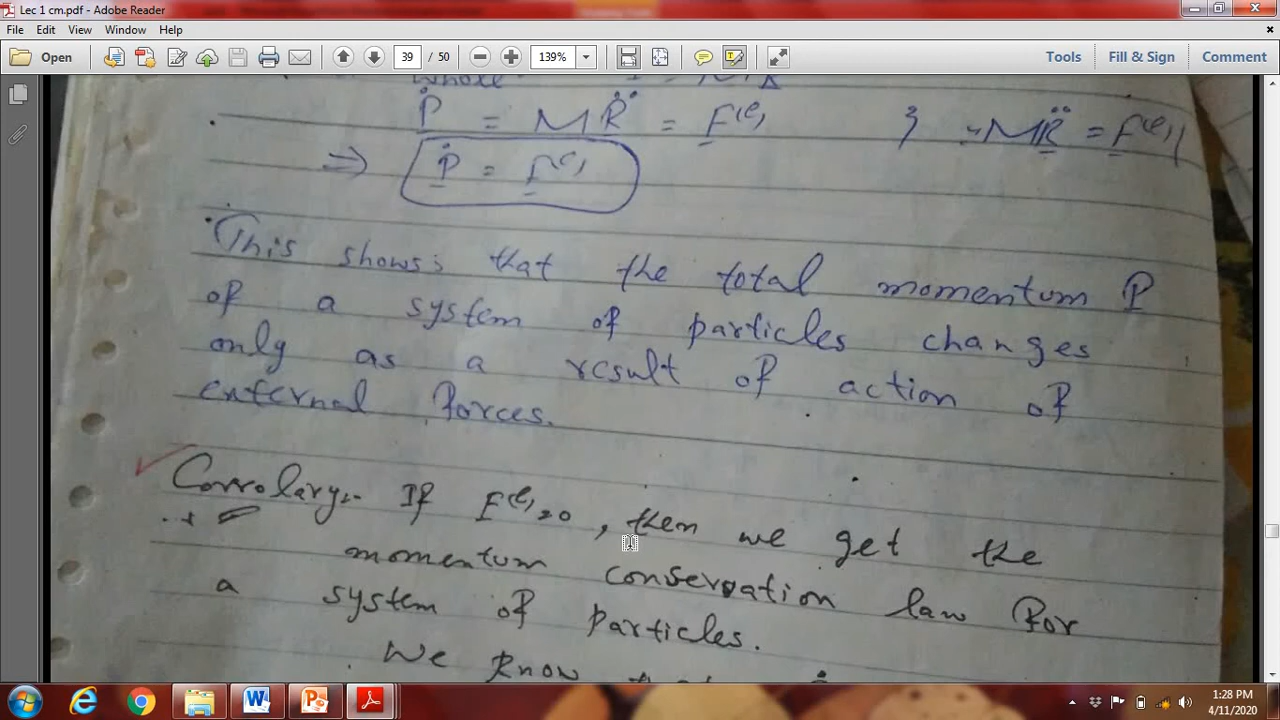 Lec 1 cm.pdf - Adobe Reader
File Edit View Window Help
Open 39 / 50 139% Tools Fill & Sign Comment
Ṗ = MR̈ = F⁽ᵉ⁾ } MR̈ = F⁽ᵉ⁾
⇒ Ṗ = F⁽ᵉ⁾
This shows that the total momentum P
of a system of particles changes
only as a result of action of
external forces.
Corrolary:- If F⁽ᵉ⁾=0, then we get the
momentum conservation law for
a system of particles.
We know that
1:28 PM
4/11/2020